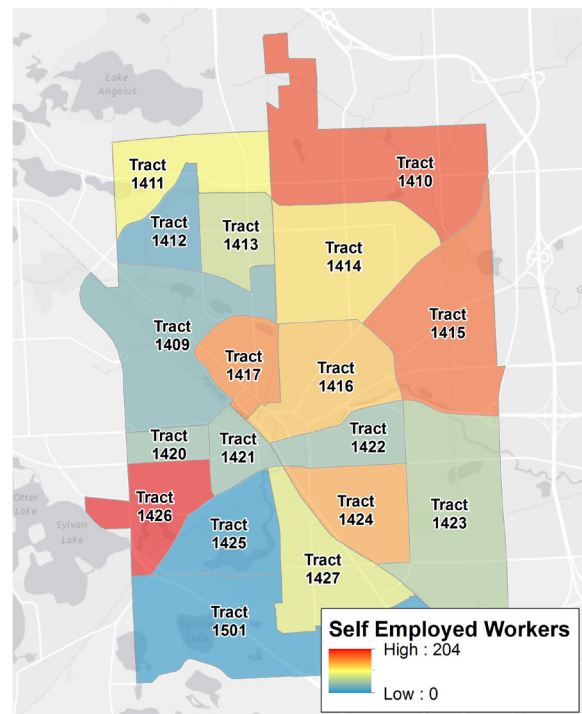 Lake
Angelus
Tract
1410
Tract
1411
Tract
1412
Tract
1413
Tract
1414
Tract
1415
Tract
1409
Tract
1417
Tract
1416
Tract
1420
Tract
1421
Tract
1422
Tract
1426
Tract
1425
Tract
1424
Tract
1423
Otter
Lake
Sylvan
Lake
Tract
1427
Tract
1501
Self Employed Workers
High : 204
Low : 0